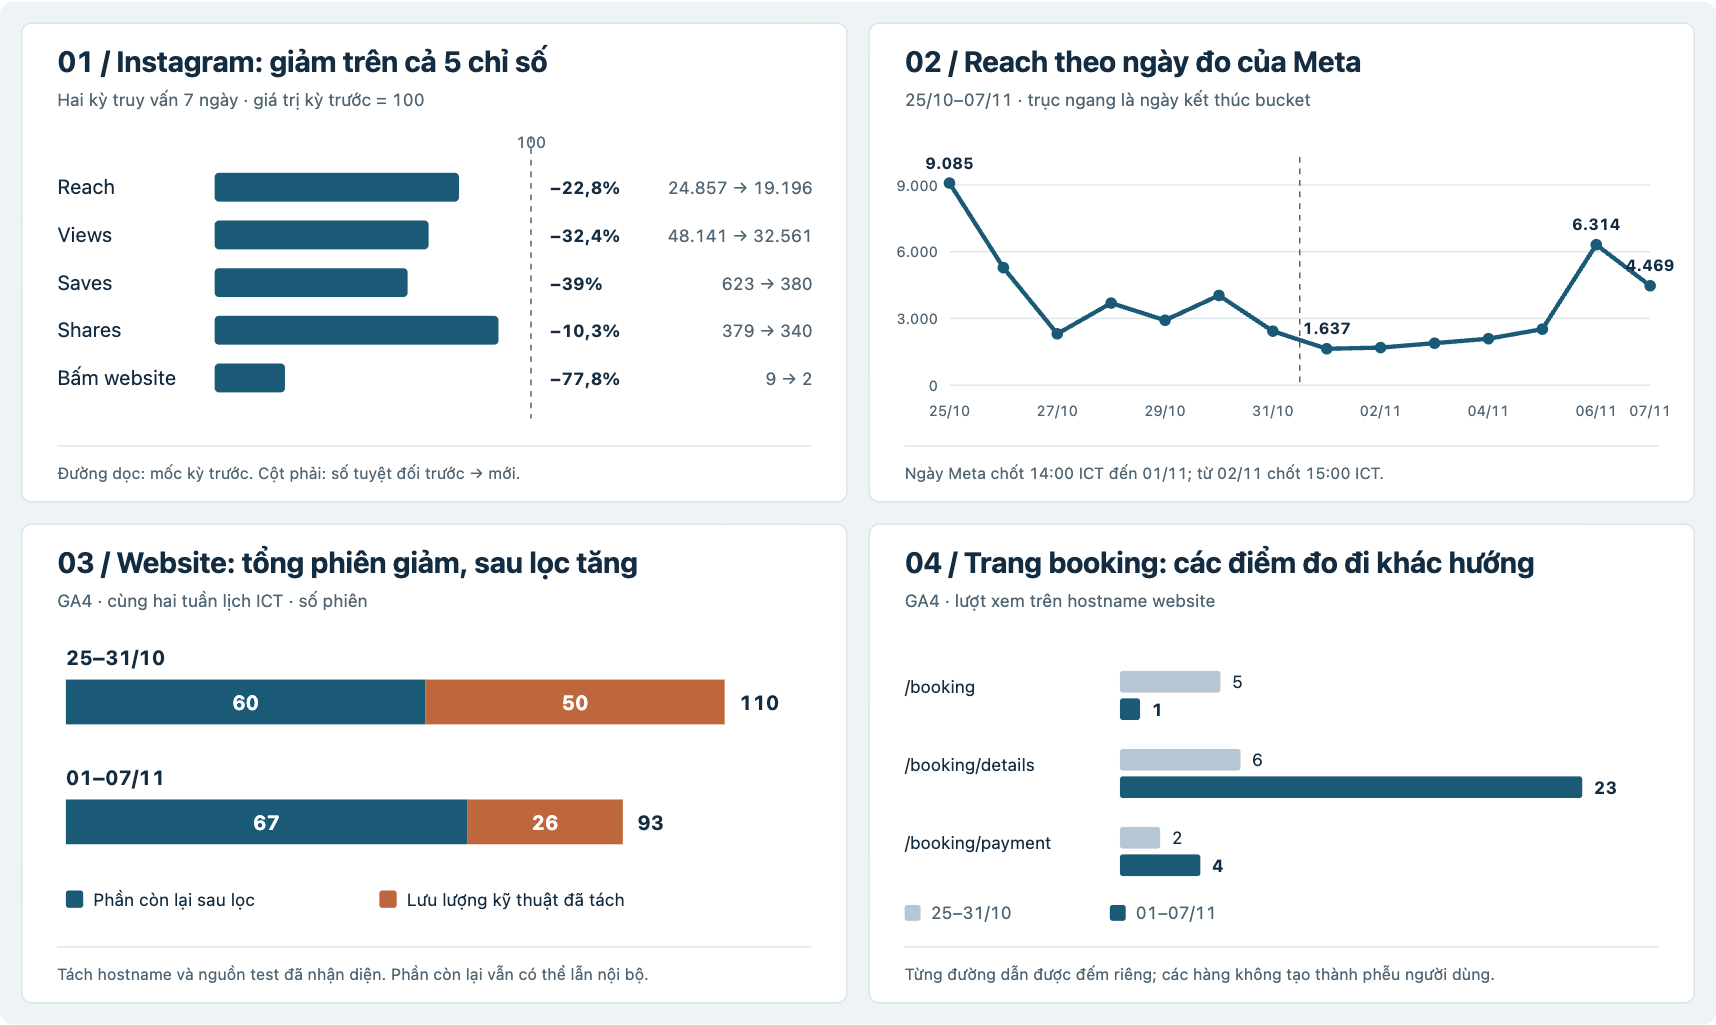 01 / Instagram: giảm trên cả 5 chỉ số
Hai kỳ truy vấn 7 ngày · giá trị kỳ trước = 100
100
Reach −22,8% 24.857 → 19.196
Views −32,4% 48.141 → 32.561
Saves −39% 623 → 380
Shares −10,3% 379 → 340
Bấm website −77,8% 9 → 2
Đường dọc: mốc kỳ trước. Cột phải: số tuyệt đối trước → mới.
02 / Reach theo ngày đo của Meta
25/10–07/11 · trục ngang là ngày kết thúc bucket
9.085
9.000
6.314
6.000
4.469
3.000
1.637
0
25/10 27/10 29/10 31/10 02/11 04/11 06/11 07/11
Ngày Meta chốt 14:00 ICT đến 01/11; từ 02/11 chốt 15:00 ICT.
03 / Website: tổng phiên giảm, sau lọc tăng
GA4 · cùng hai tuần lịch ICT · số phiên
25–31/10
60 50 110
01–07/11
67 26 93
Phần còn lại sau lọc Lưu lượng kỹ thuật đã tách
Tách hostname và nguồn test đã nhận diện. Phần còn lại vẫn có thể lẫn nội bộ.
04 / Trang booking: các điểm đo đi khác hướng
GA4 · lượt xem trên hostname website
/booking
5
1
/booking/details
6
23
/booking/payment
2
4
25–31/10 01–07/11
Từng đường dẫn được đếm riêng; các hàng không tạo thành phễu người dùng.